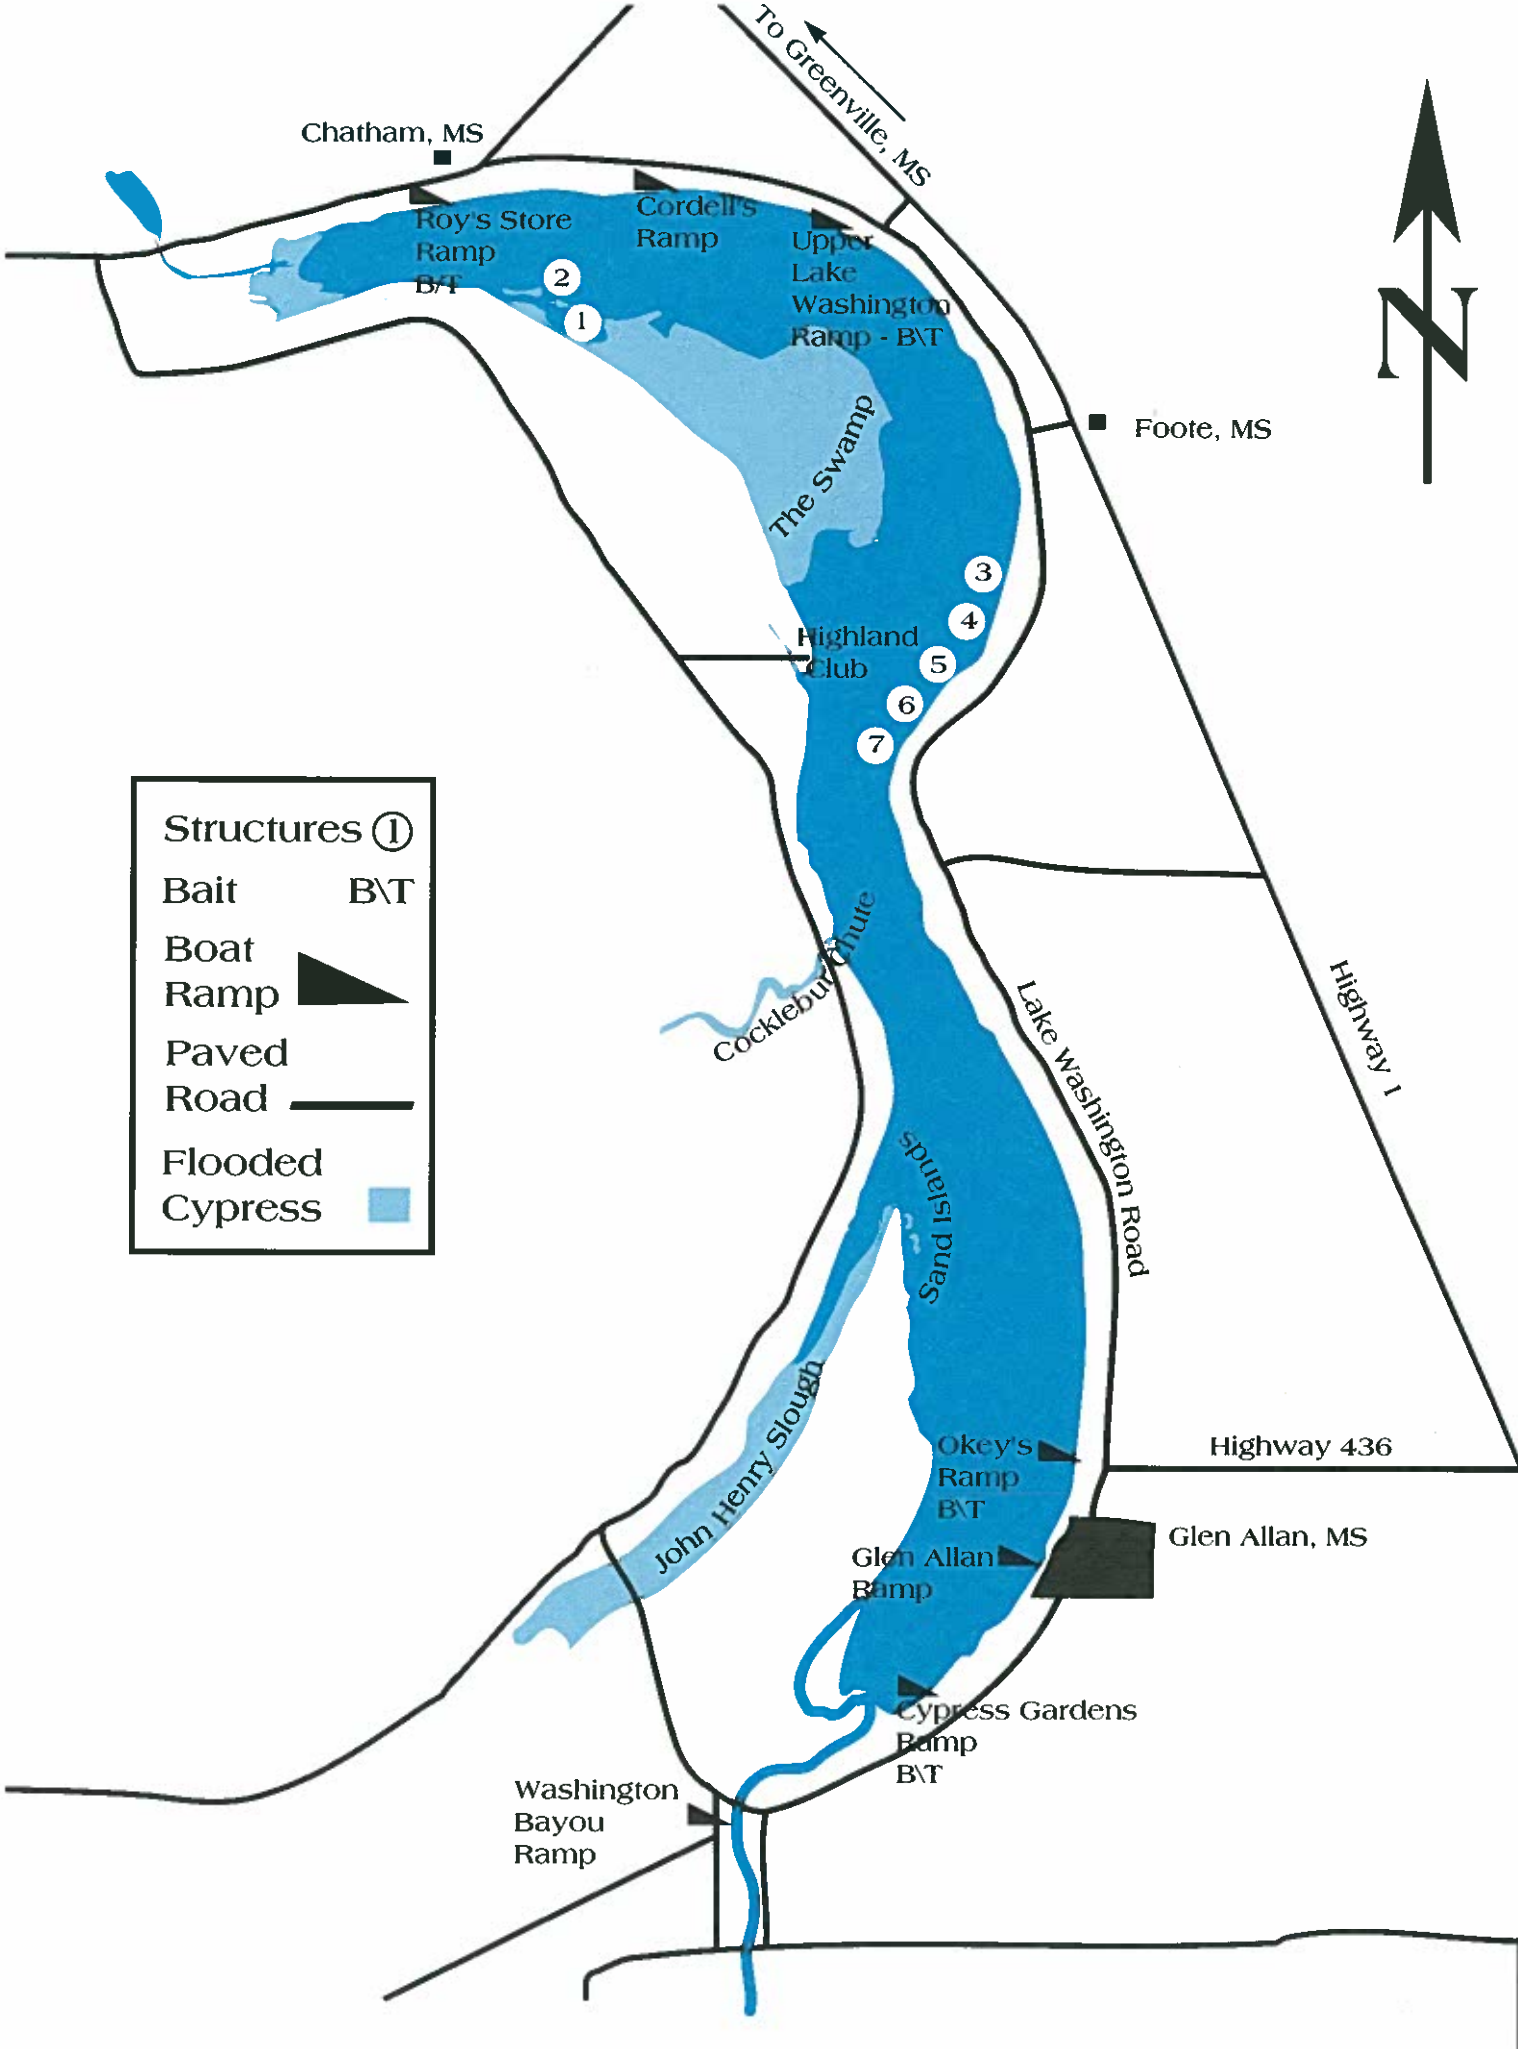 To Greenville, MS
Chatham, MS
Roy's Store
Ramp
B/T
Cordell's
Ramp
Upper
Lake
Washington
Ramp - B\T
2
1
N
Foote, MS
The Swamp
3
4
5
6
7
Highland
Club
Structures 1
Bait B\T
Boat
Ramp
Paved
Road
Flooded
Cypress
Cocklebur Chute
Lake Washington Road
Highway 1
Sand Islands
John Henry Slough
Okey's
Ramp
B\T
Highway 436
Glen Allan, MS
Glen Allan
Ramp
Cypress Gardens
Ramp
B\T
Washington
Bayou
Ramp